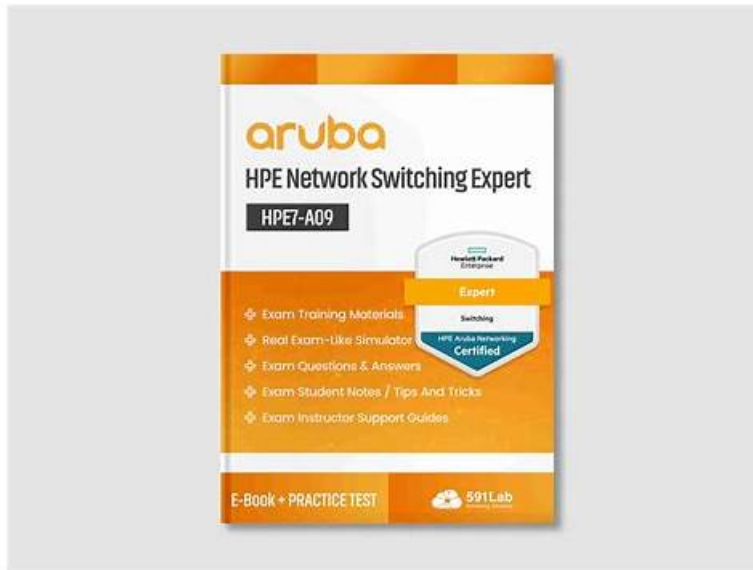 aruba
HPE Network Switching Expert
HPE7-A09
Hewlett Packard
Enterprise
Expert
Switching
HPE Aruba Networking
Certified
Exam Training Materials
Real Exam-Like Simulator
Exam Questions & Answers
Exam Student Notes / Tips And Tricks
Exam Instructor Support Guides
E-Book + PRACTICE TEST
591Lab